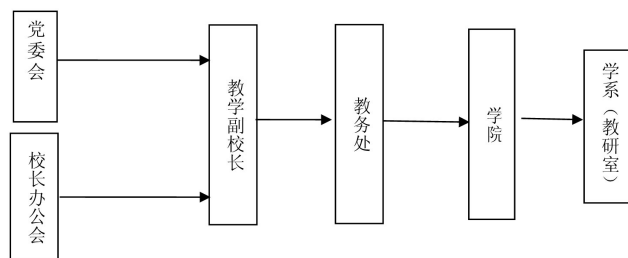 党委会
校长办公会
教学副校长
教务处
学院
学系（教研室）